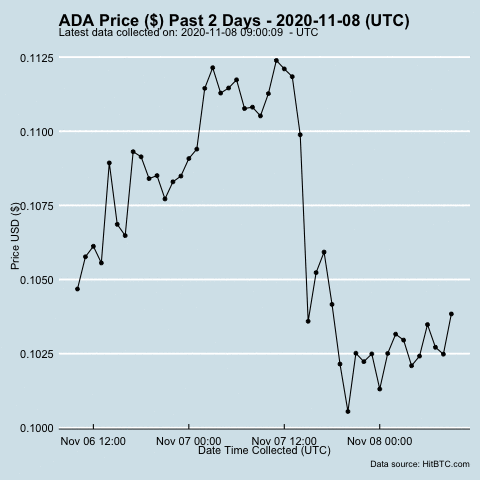 ADA Price ($) Past 2 Days - 2020-11-08 (UTC)
Latest data collected on: 2020-11-08 09:00:09 - UTC
0.1125
0.1100
0.1075
0.1050
0.1025
0.1000
Price USD ($)
Nov 06 12:00 Nov 07 00:00 Nov 07 12:00 Nov 08 00:00
Date Time Collected (UTC)
Data source: HitBTC.com